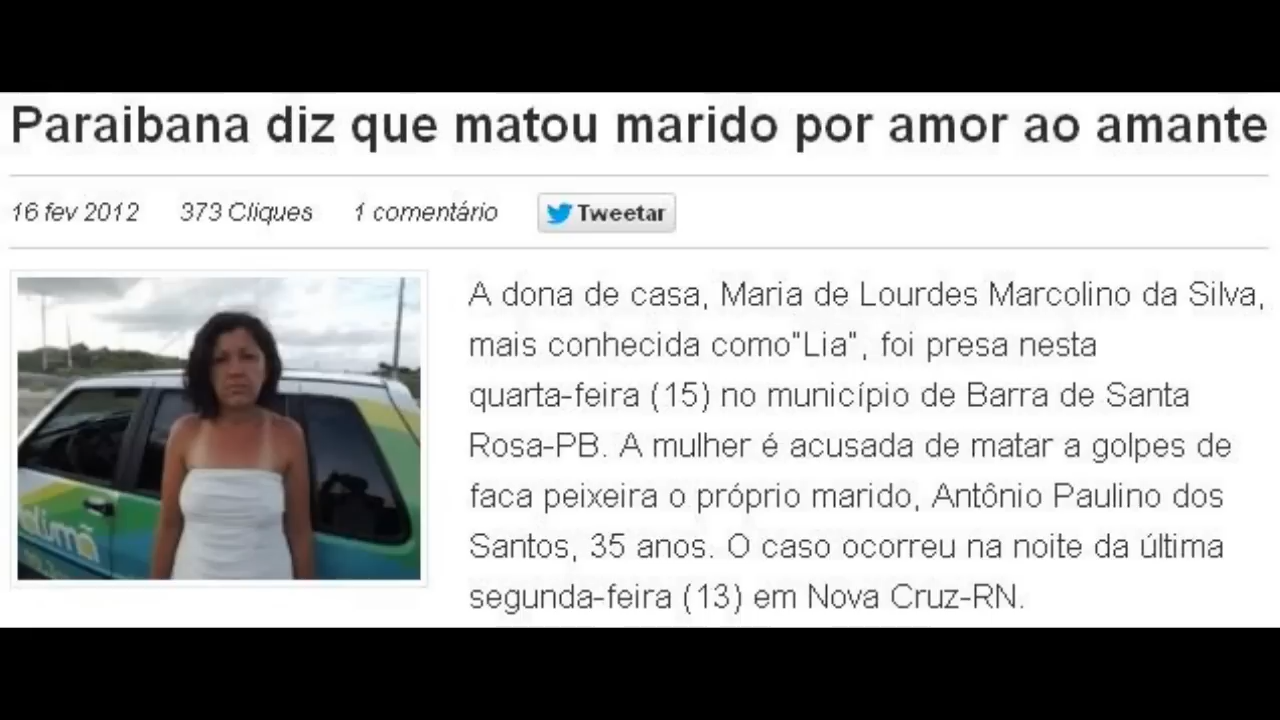 Paraibana diz que matou marido por amor ao amante
16 fev 2012 373 Cliques 1 comentário Tweetar
A dona de casa, Maria de Lourdes Marcolino da Silva,
mais conhecida como"Lia", foi presa nesta
quarta-feira (15) no município de Barra de Santa
Rosa-PB. A mulher é acusada de matar a golpes de
faca peixeira o próprio marido, Antônio Paulino dos
Santos, 35 anos. O caso ocorreu na noite da última
segunda-feira (13) em Nova Cruz-RN.